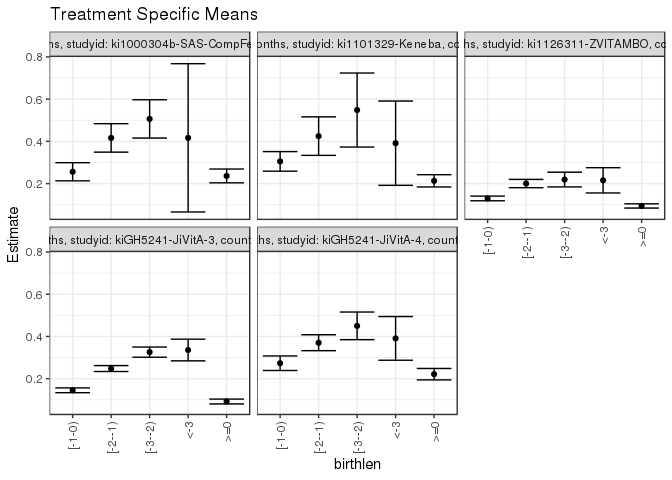 Treatment Specific Means
hs, studyid: ki1000304b-SAS-CompFe
onths, studyid: ki1101329-Keneba, co
hs, studyid: ki1126311-ZVITAMBO, co
0.8
0.6
0.4
0.2
ths, studyid: kiGH5241-JiVitA-3, count
ths, studyid: kiGH5241-JiVitA-4, count
0.8
0.6
0.4
0.2
Estimate
[-1-0)
[-2--1)
[-3--2)
<-3
>=0
[-1-0)
[-2--1)
[-3--2)
<-3
>=0
[-1-0)
[-2--1)
[-3--2)
<-3
>=0
birthlen